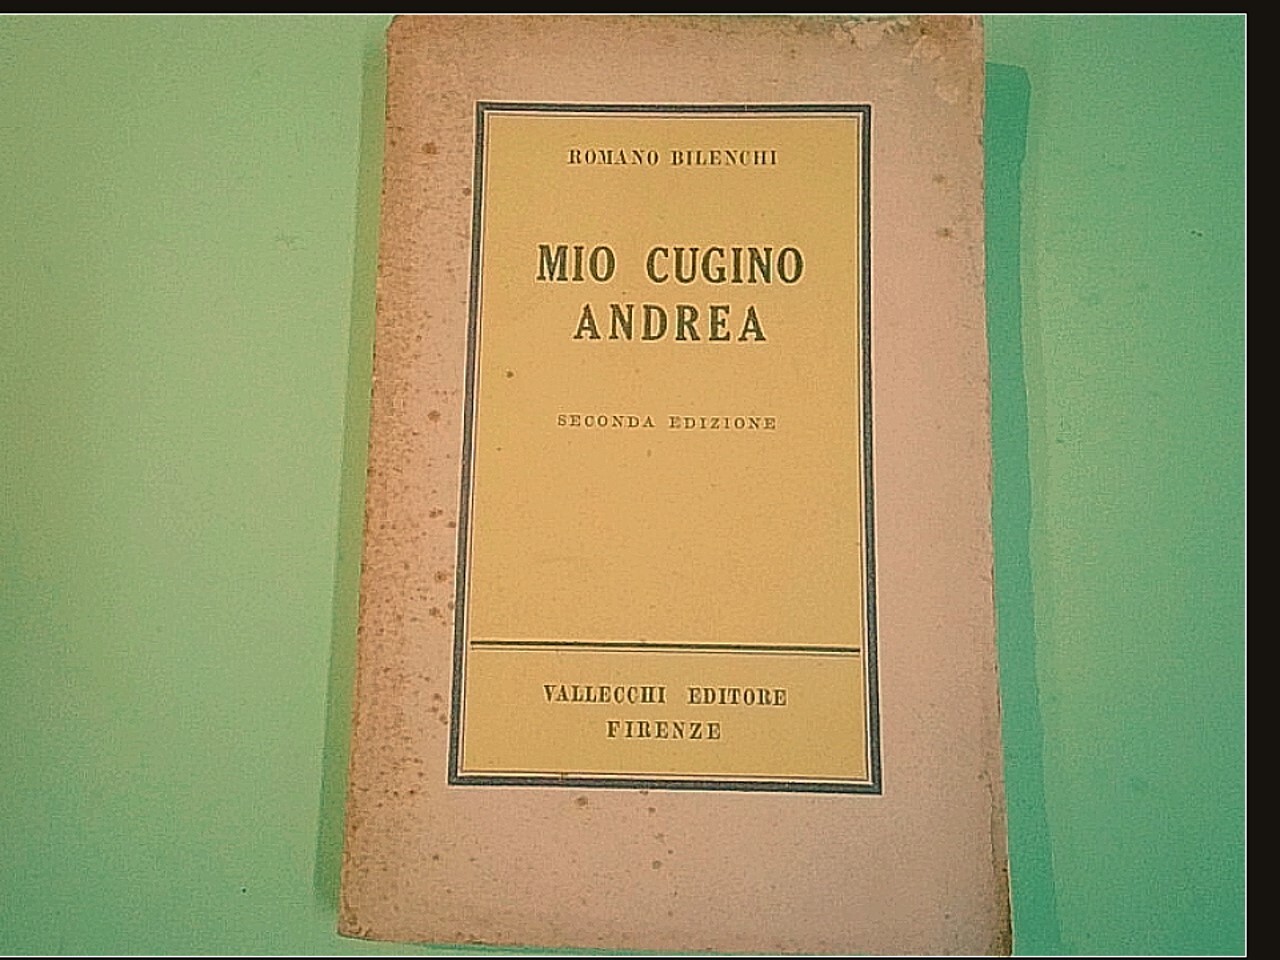 ROMANO BILENCHI
MIO CUGINO
ANDREA
SECONDA EDIZIONE
VALLECCHI EDITORE
FIRENZE